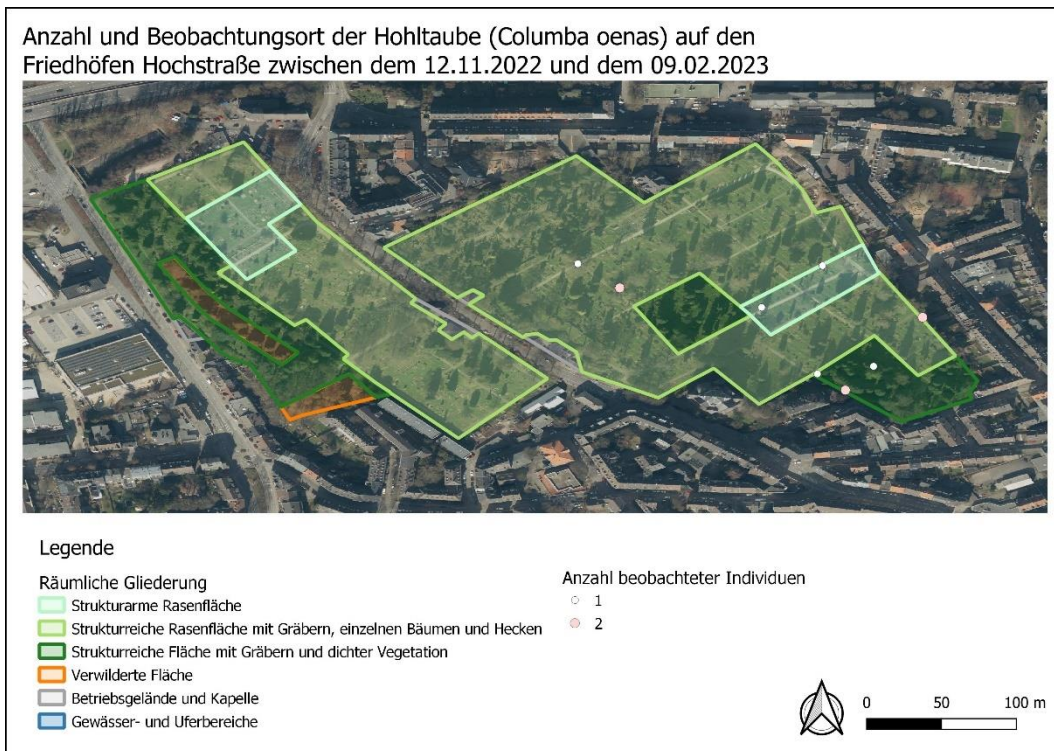 Anzahl und Beobachtungsort der Hohltaube (Columba oenas) auf den
Friedhöfen Hochstraße zwischen dem 12.11.2022 und dem 09.02.2023
Legende
Räumliche Gliederung
Strukturarme Rasenfläche
Strukturreiche Rasenfläche mit Gräbern, einzelnen Bäumen und Hecken
Strukturreiche Fläche mit Gräbern und dichter Vegetation
Verwilderte Fläche
Betriebsgelände und Kapelle
Gewässer- und Uferbereiche
Anzahl beobachteter Individuen
1
2
0 50 100 m